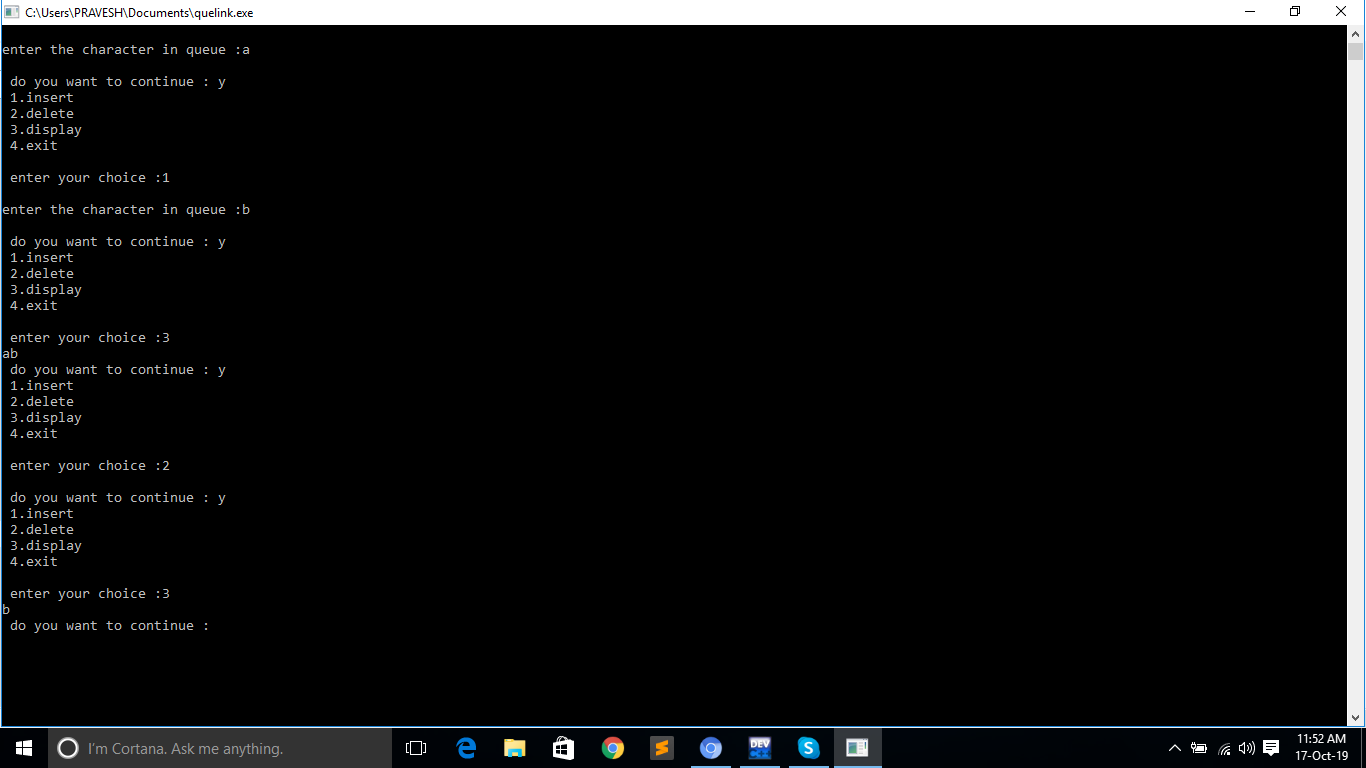 C:\Users\PRAVESH\Documents\quelink.exe
enter the character in queue :a
do you want to continue : y
1.insert
2.delete
3.display
4.exit
enter your choice :1
enter the character in queue :b
do you want to continue : y
1.insert
2.delete
3.display
4.exit
enter your choice :3
ab
do you want to continue : y
1.insert
2.delete
3.display
4.exit
enter your choice :2
do you want to continue : y
1.insert
2.delete
3.display
4.exit
enter your choice :3
b
do you want to continue :
I'm Cortana. Ask me anything.
DEV
11:52 AM
17-Oct-19